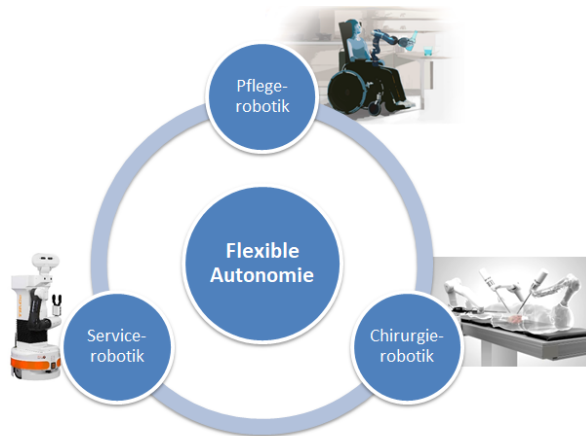 Pflege-
robotik
Flexible
Autonomie
Service-
robotik
Chirurgie-
robotik